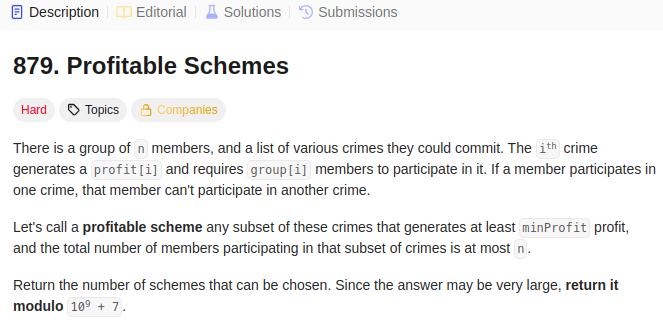 Description Editorial Solutions Submissions
879. Profitable Schemes
Hard Topics Companies
There is a group of n members, and a list of various crimes they could commit. The iᵗʰ crime
generates a profit[i] and requires group[i] members to participate in it. If a member participates in
one crime, that member can't participate in another crime.
Let's call a profitable scheme any subset of these crimes that generates at least minProfit profit,
and the total number of members participating in that subset of crimes is at most n.
Return the number of schemes that can be chosen. Since the answer may be very large, return it
modulo 10⁹ + 7.